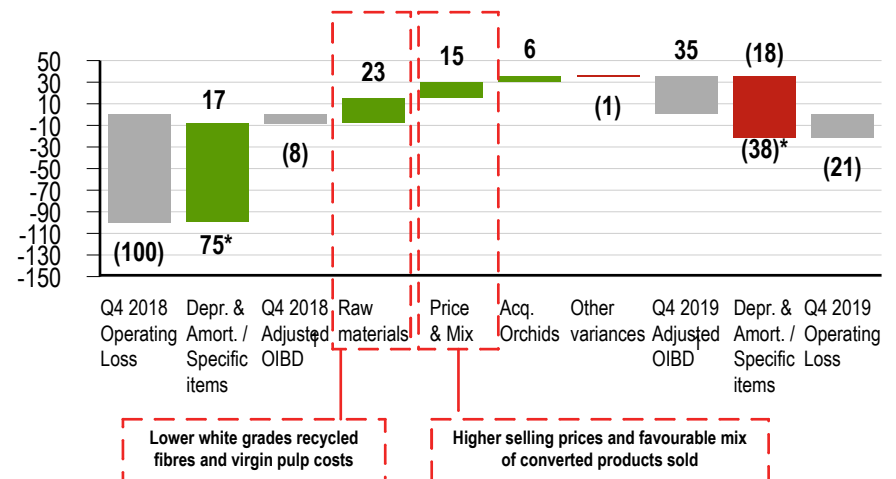 50
30
10
-10
-30
-50
-70
-90
-110
-130
-150
(100)
17
75*
(8)
23
15
6
(1)
35
(18)
(38)*
(21)
Q4 2018
Operating
Loss
Depr. &
Amort. /
Specific
items
Q4 2018
Adjusted
OIBD
Raw
materials
Price
& Mix
Acq.
Orchids
Other
variances
Q4 2019
Adjusted
OIBD
Depr. &
Amort. /
Specific
items
Q4 2019
Operating
Loss
Lower white grades recycled
fibres and virgin pulp costs
Higher selling prices and favourable mix
of converted products sold